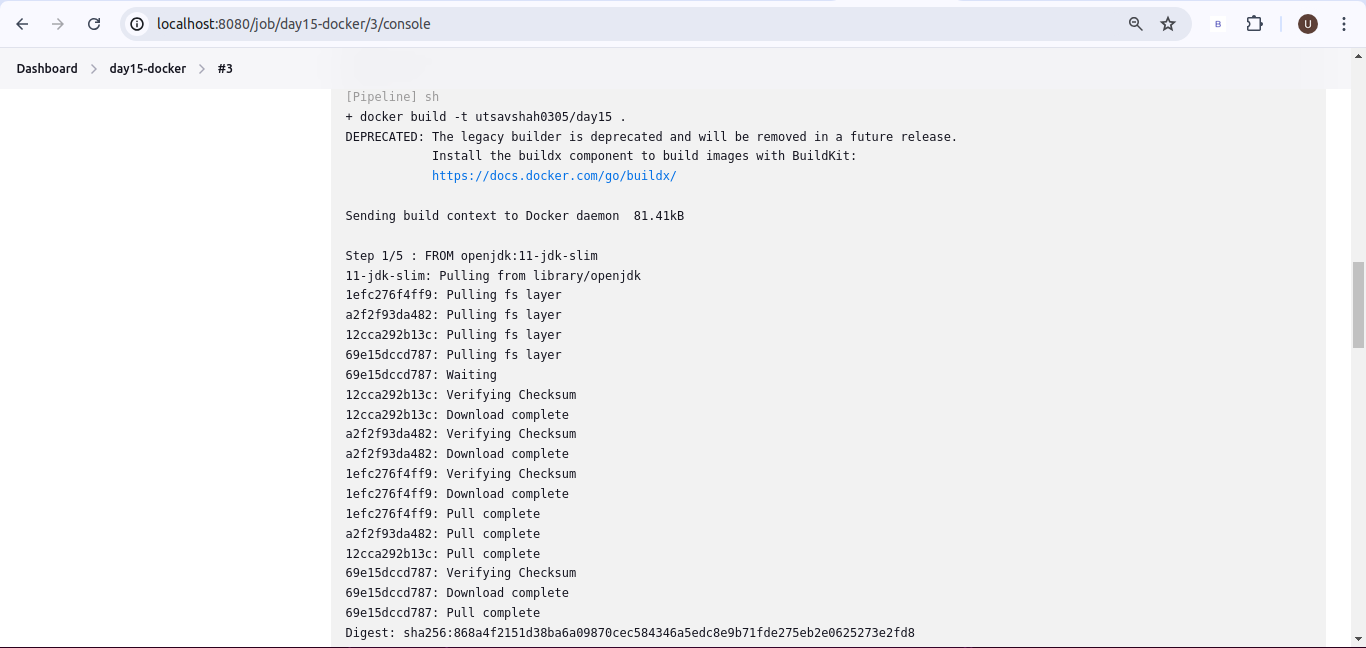 localhost:8080/job/day15-docker/3/console
B
U
Dashboard > day15-docker > #3
[Pipeline] sh
+ docker build -t utsavshah0305/day15 .
DEPRECATED: The legacy builder is deprecated and will be removed in a future release.
Install the buildx component to build images with BuildKit:
https://docs.docker.com/go/buildx/
Sending build context to Docker daemon  81.41kB
Step 1/5 : FROM openjdk:11-jdk-slim
11-jdk-slim: Pulling from library/openjdk
1efc276f4ff9: Pulling fs layer
a2f2f93da482: Pulling fs layer
12cca292b13c: Pulling fs layer
69e15dccd787: Pulling fs layer
69e15dccd787: Waiting
12cca292b13c: Verifying Checksum
12cca292b13c: Download complete
a2f2f93da482: Verifying Checksum
a2f2f93da482: Download complete
1efc276f4ff9: Verifying Checksum
1efc276f4ff9: Download complete
1efc276f4ff9: Pull complete
a2f2f93da482: Pull complete
12cca292b13c: Pull complete
69e15dccd787: Verifying Checksum
69e15dccd787: Download complete
69e15dccd787: Pull complete
Digest: sha256:868a4f2151d38ba6a09870cec584346a5edc8e9b71fde275eb2e0625273e2fd8